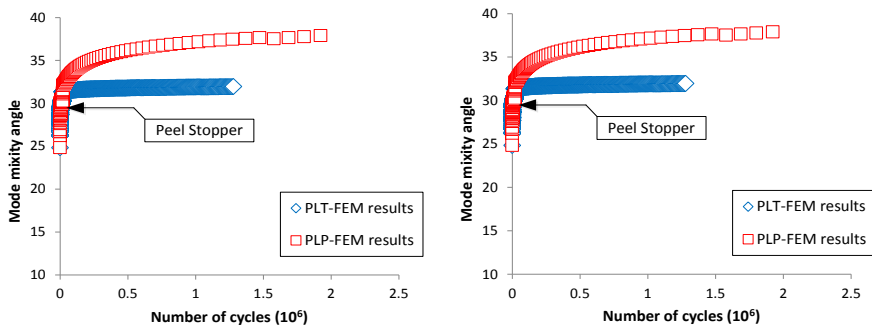 40
35
30
25
20
15
10
Mode mixity angle
Peel Stopper
PLT-FEM results
PLP-FEM results
0 0.5 1 1.5 2 2.5
Number of cycles (10⁶)
40
35
30
25
20
15
10
Mode mixity angle
Peel Stopper
PLT-FEM results
PLP-FEM results
0 0.5 1 1.5 2 2.5
Number of cycles (10⁶)